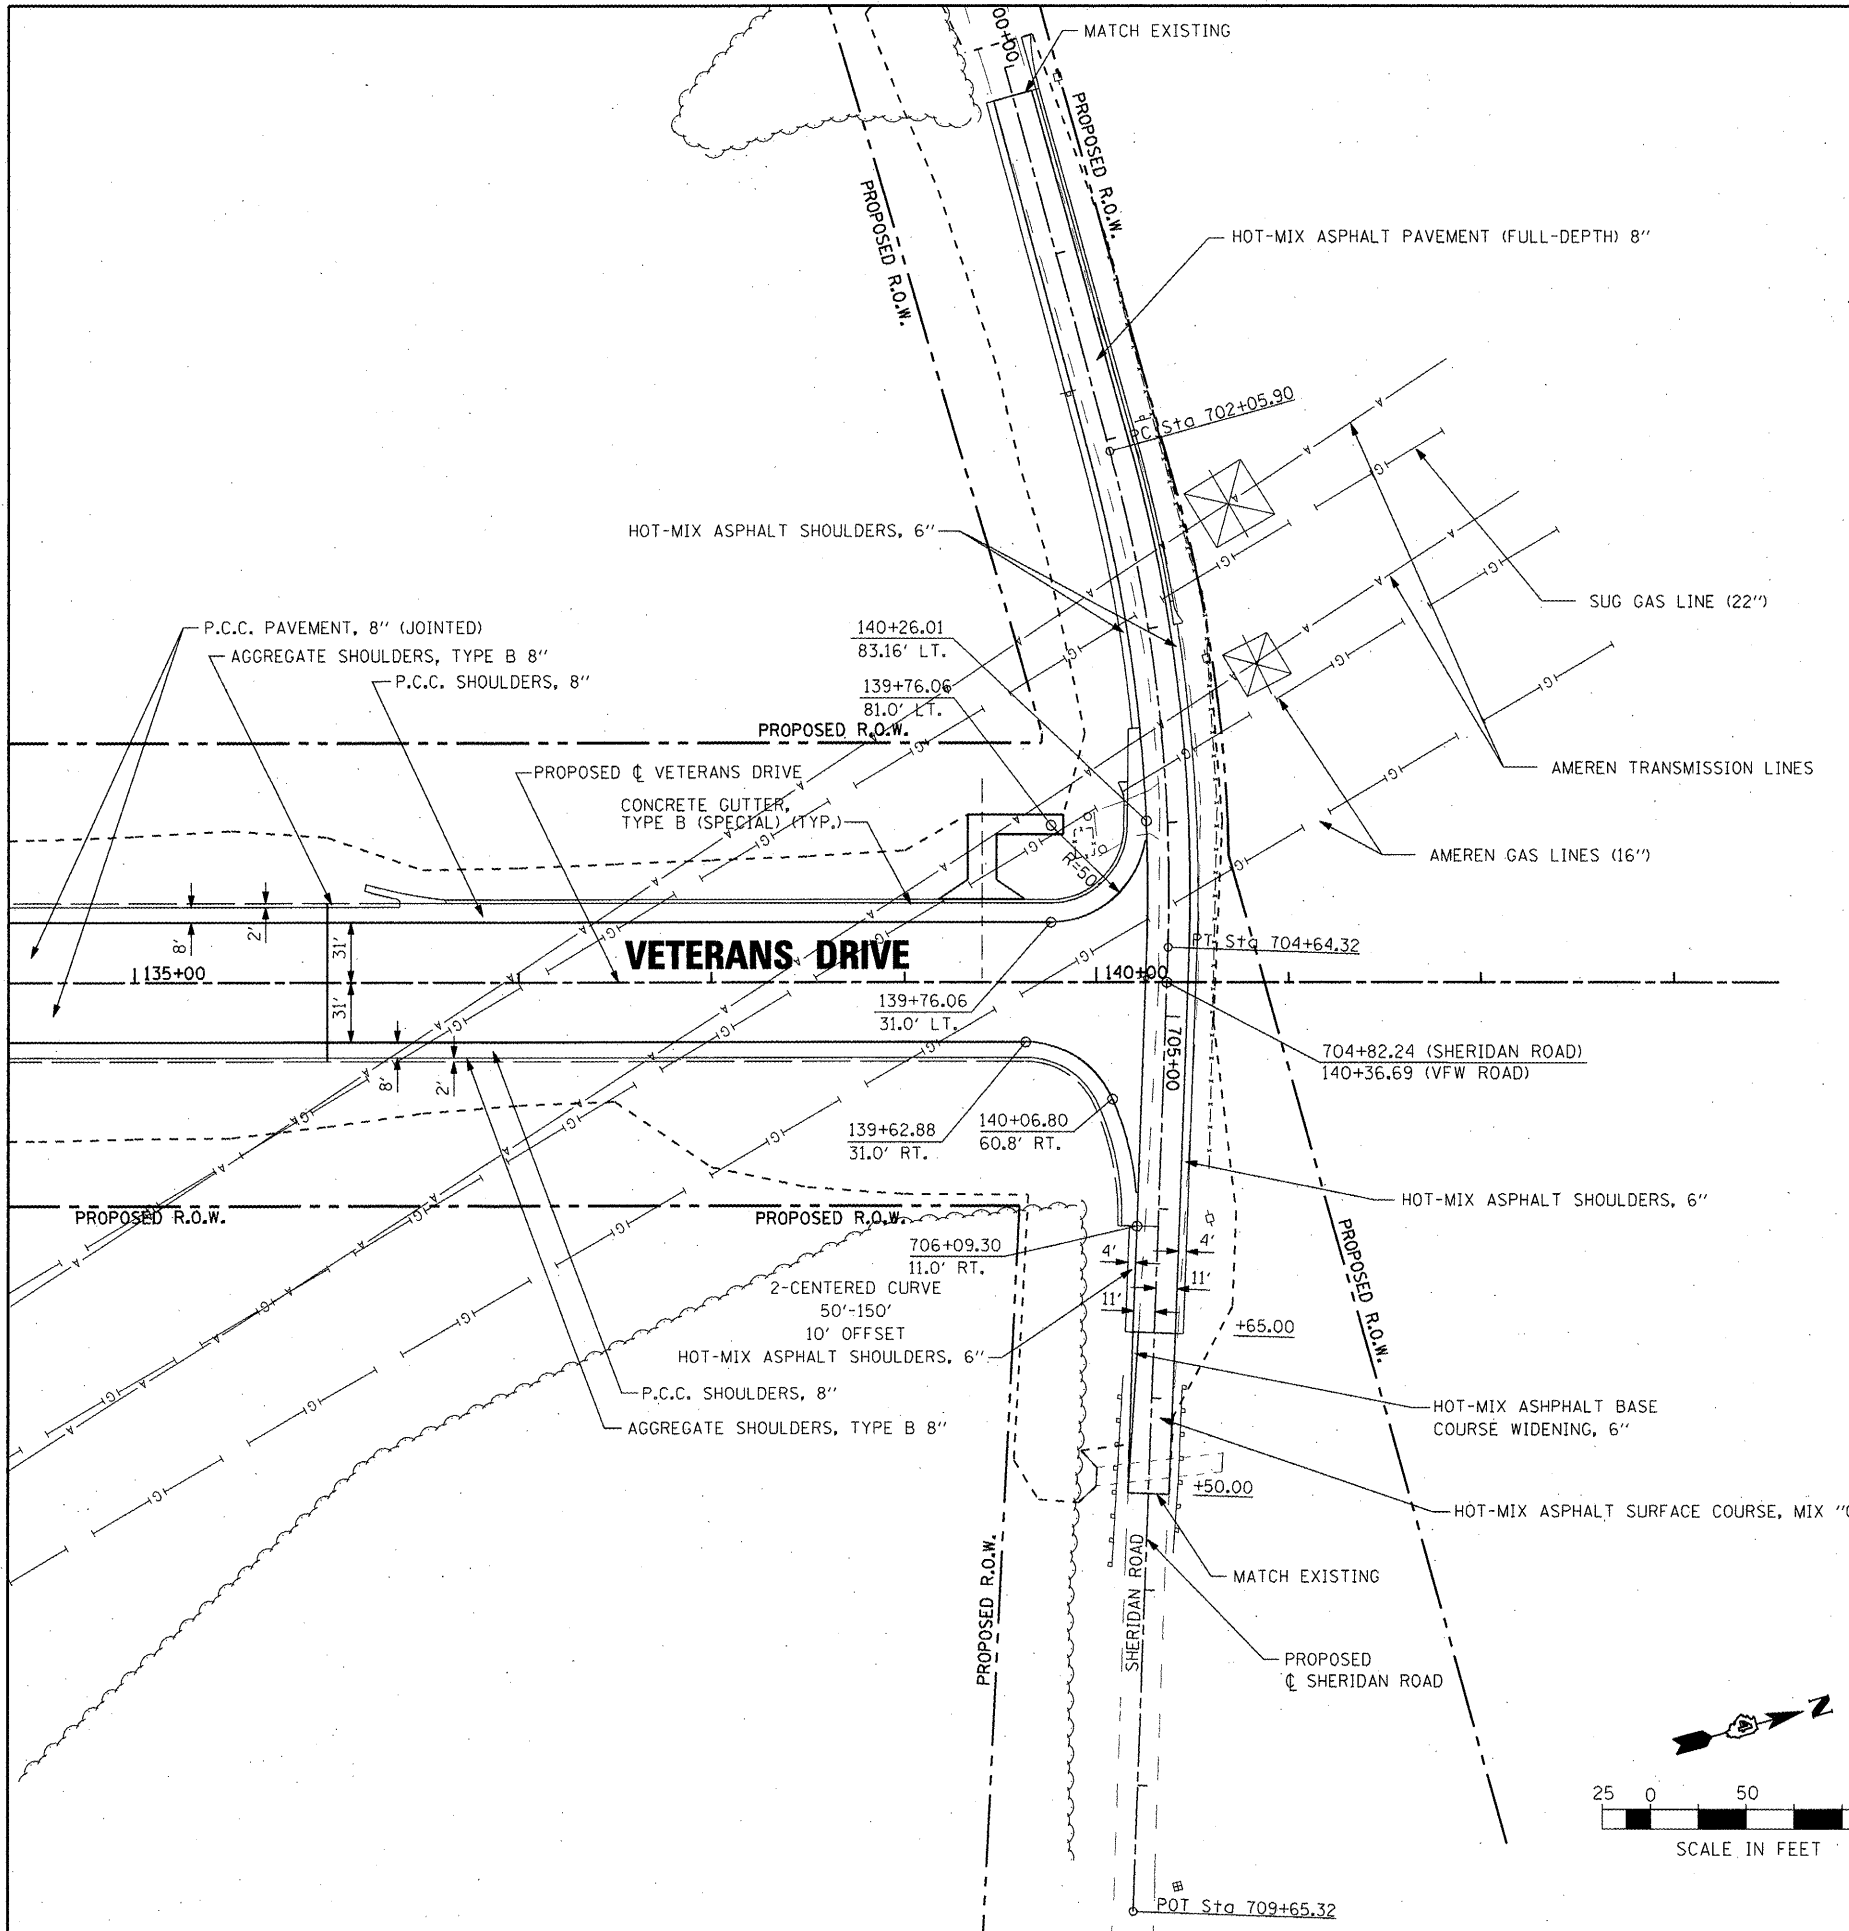 00+00
MATCH EXISTING
PROPOSED R.O.W.
PROPOSED R.O.W.
HOT-MIX ASPHALT PAVEMENT (FULL-DEPTH) 8"
PC Sta 702+05.90
HOT-MIX ASPHALT SHOULDERS, 6"
SUG GAS LINE (22")
P.C.C. PAVEMENT, 8" (JOINTED)
AGGREGATE SHOULDERS, TYPE B 8"
P.C.C. SHOULDERS, 8"
140+26.01
83.16' LT.
139+76.06
81.0' LT.
PROPOSED R.O.W.
PROPOSED ℄ VETERANS DRIVE
AMEREN TRANSMISSION LINES
CONCRETE GUTTER,
TYPE B (SPECIAL) (TYP.)
R=50'
AMEREN GAS LINES (16")
8'
2'
31'
VETERANS DRIVE
PT Sta 704+64.32
135+00
140+00
31'
139+76.06
31.0' LT.
705+00
704+82.24 (SHERIDAN ROAD)
140+36.69 (VFW ROAD)
8'
2'
139+62.88
31.0' RT.
140+06.80
60.8' RT.
HOT-MIX ASPHALT SHOULDERS, 6"
PROPOSED R.O.W.
PROPOSED R.O.W.
PROPOSED R.O.W.
706+09.30
11.0' RT.
4'
4'
11'
11'
2-CENTERED CURVE
50'-150'
10' OFFSET
+65.00
HOT-MIX ASPHALT SHOULDERS, 6"
P.C.C. SHOULDERS, 8"
AGGREGATE SHOULDERS, TYPE B 8"
HOT-MIX ASHPHALT BASE
COURSE WIDENING, 6"
+50.00
HOT-MIX ASPHALT SURFACE COURSE, MIX "C
PROPOSED R.O.W.
SHERIDAN ROAD
MATCH EXISTING
PROPOSED
℄ SHERIDAN ROAD
N
25 0 50
SCALE IN FEET
POT Sta 709+65.32